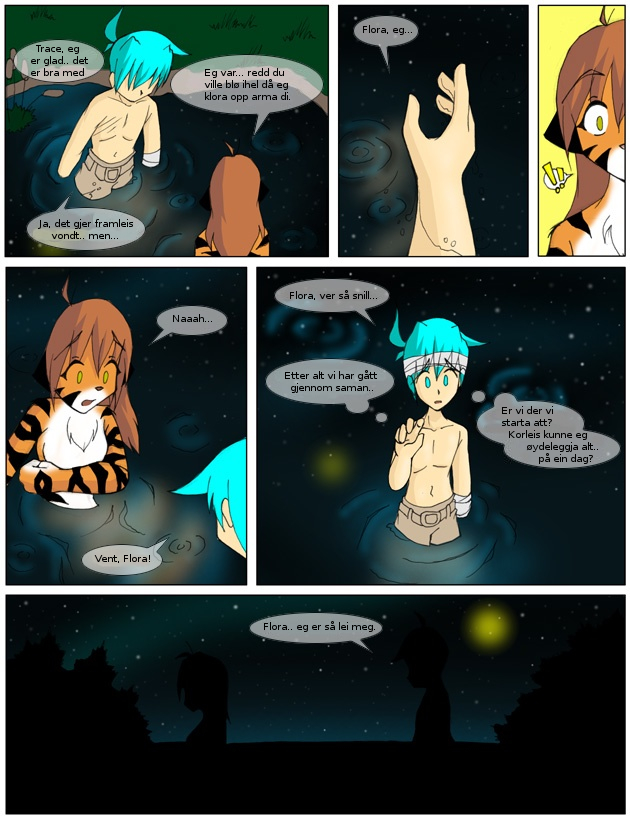 Trace, eg
er glad.. det
er bra med
Eg var... redd du
ville blø ihel då eg
klora opp arma di.
Ja, det gjer framleis
vondt.. men...
Flora, eg...
Naaah...
Vent, Flora!
Flora, ver så snill...
Etter alt vi har gått
gjennom saman..
Er vi der vi
starta att?
Korleis kunne eg
øydeleggja alt..
på ein dag?
Flora.. eg er så lei meg.